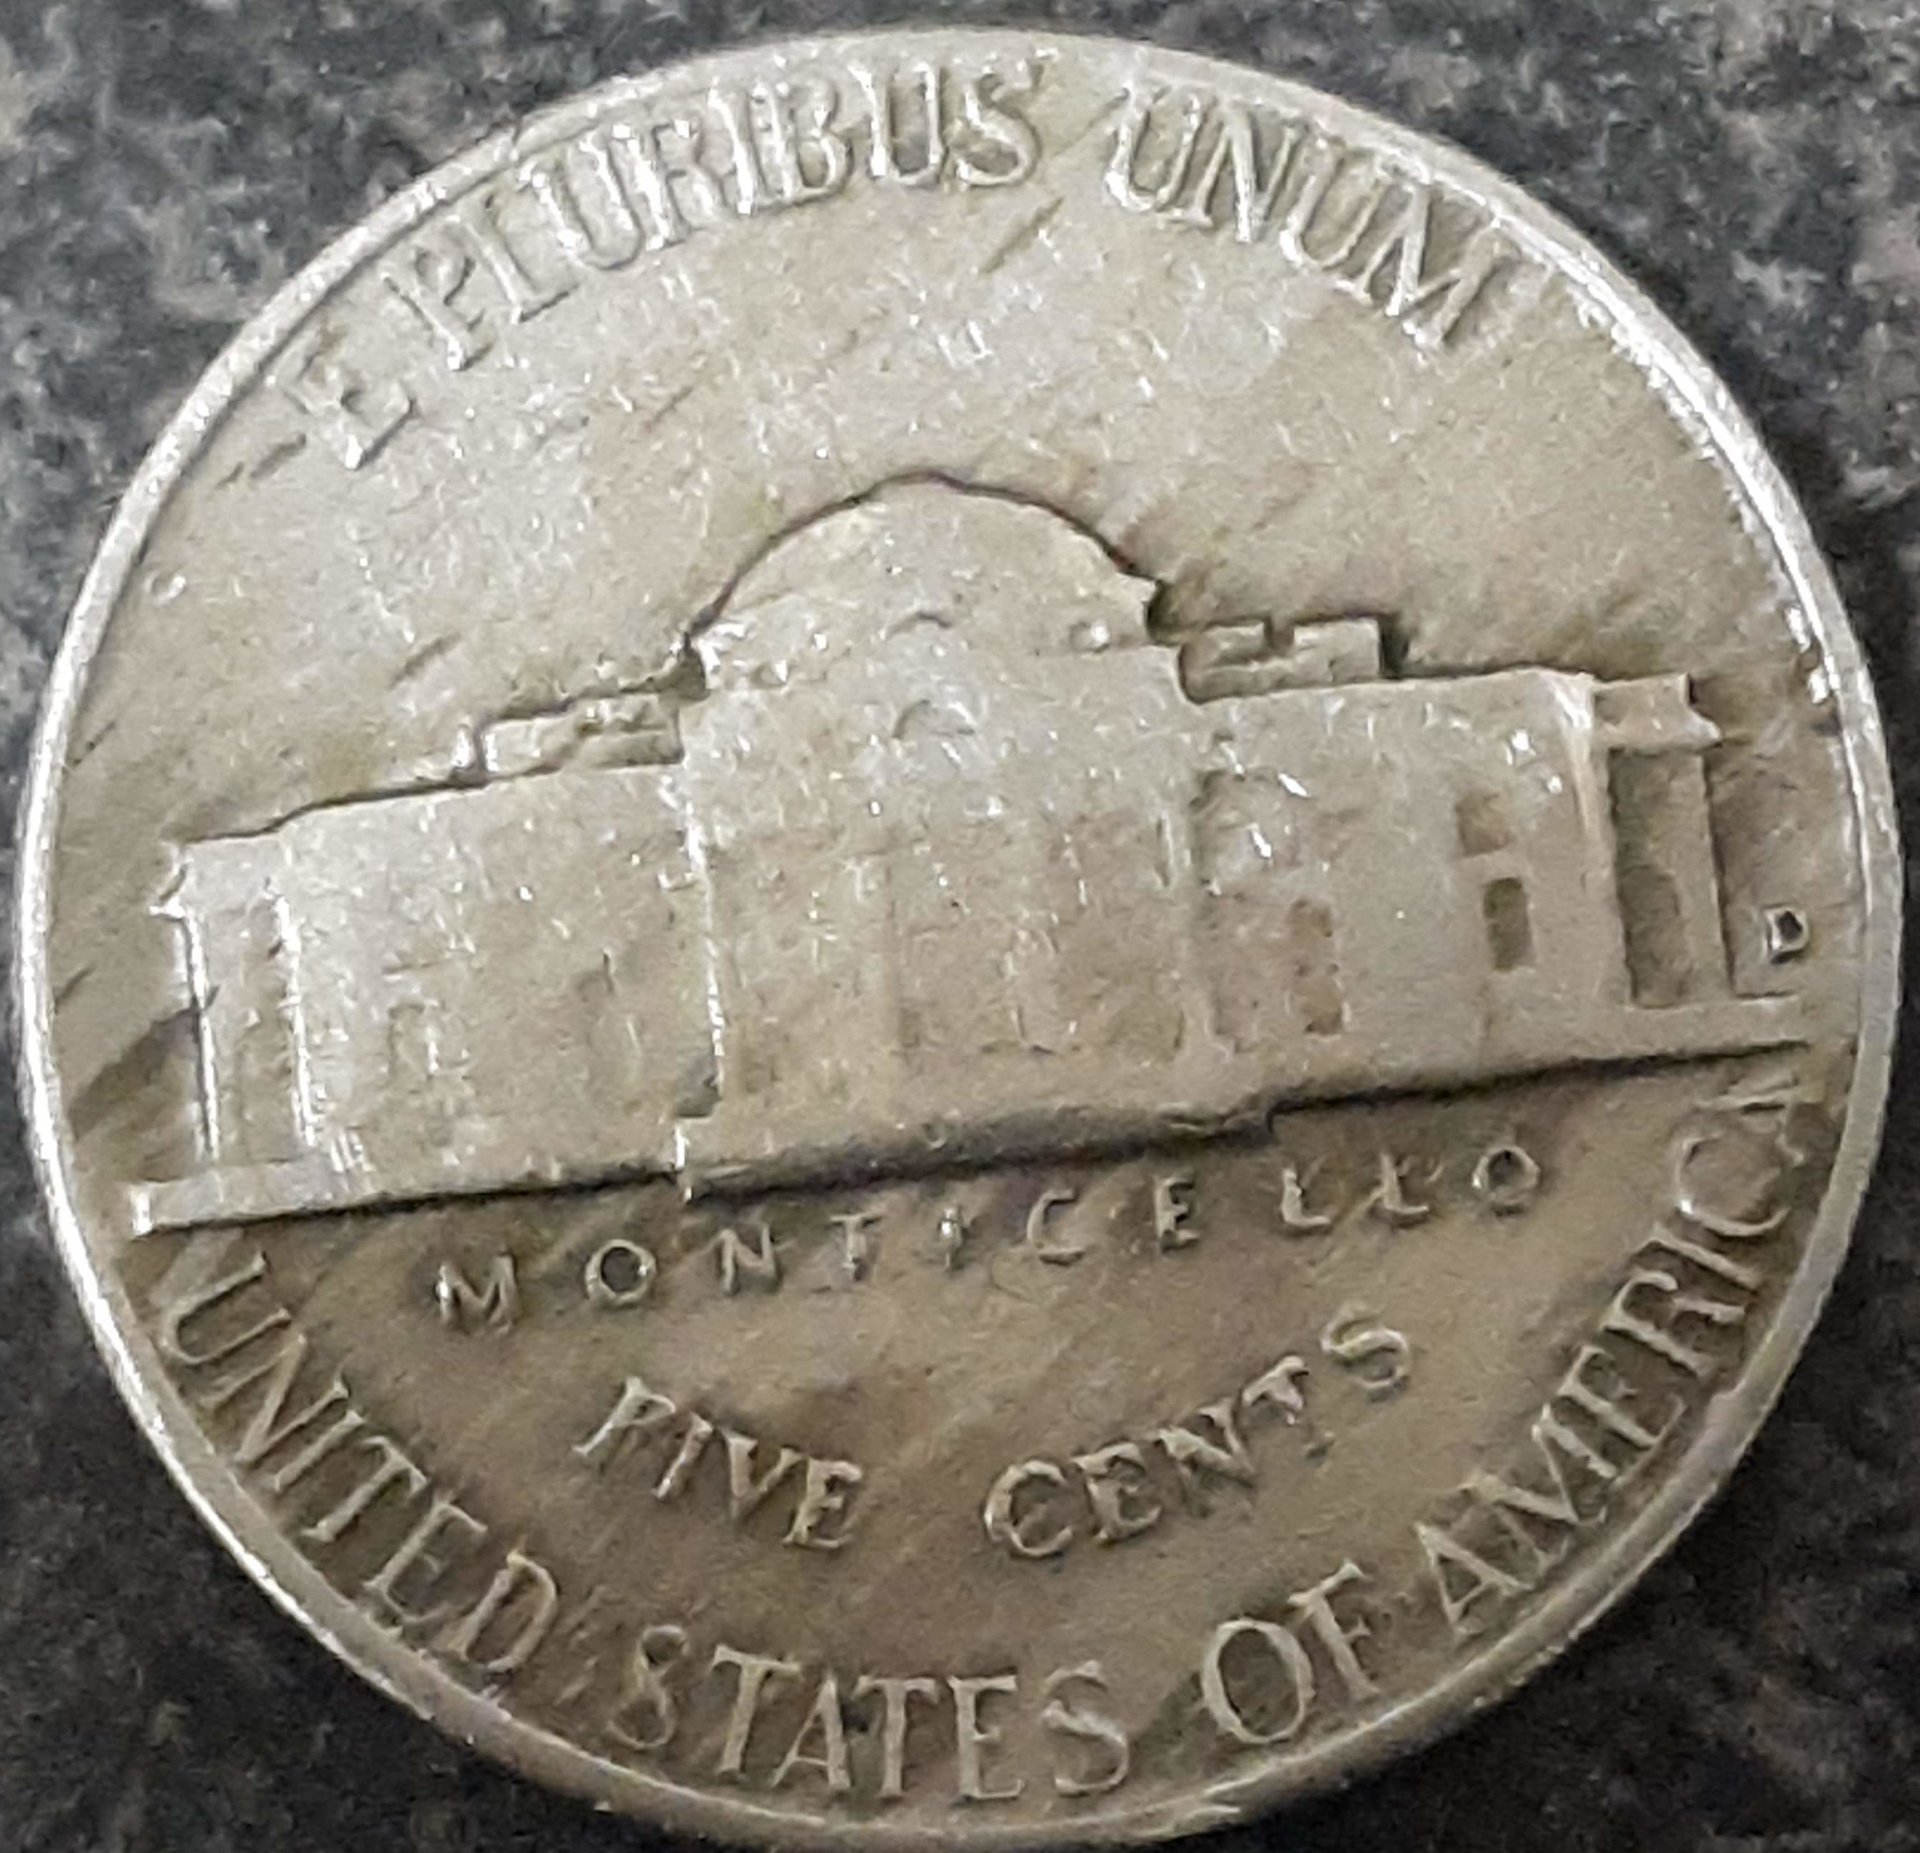 E PLURIBUS UNUM
D
MONTICELLO
FIVE CENTS
UNITED STATES OF AMERICA